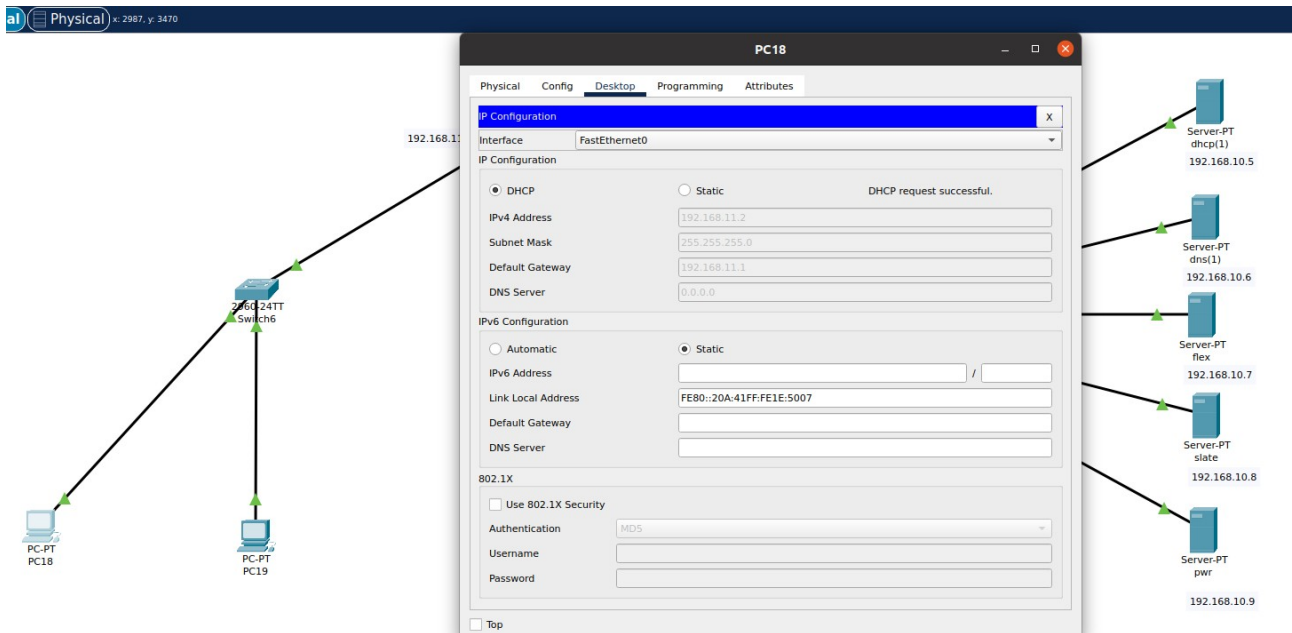 al Physical x: 2987, y: 3470
PC18
Physical Config Desktop Programming Attributes
IP Configuration X
Interface FastEthernet0
IP Configuration
DHCP Static DHCP request successful.
IPv4 Address 192.168.11.2
Subnet Mask 255.255.255.0
Default Gateway 192.168.11.1
DNS Server 0.0.0.0
IPv6 Configuration
Automatic Static
IPv6 Address /
Link Local Address FE80::20A:41FF:FE1E:5007
Default Gateway
DNS Server
802.1X
Use 802.1X Security
Authentication MD5
Username
Password
Top
192.168.11
2960-24TT
Switch6
PC-PT
PC18
PC-PT
PC19
Server-PT
dhcp(1)
192.168.10.5
Server-PT
dns(1)
192.168.10.6
Server-PT
flex
192.168.10.7
Server-PT
slate
192.168.10.8
Server-PT
pwr
192.168.10.9